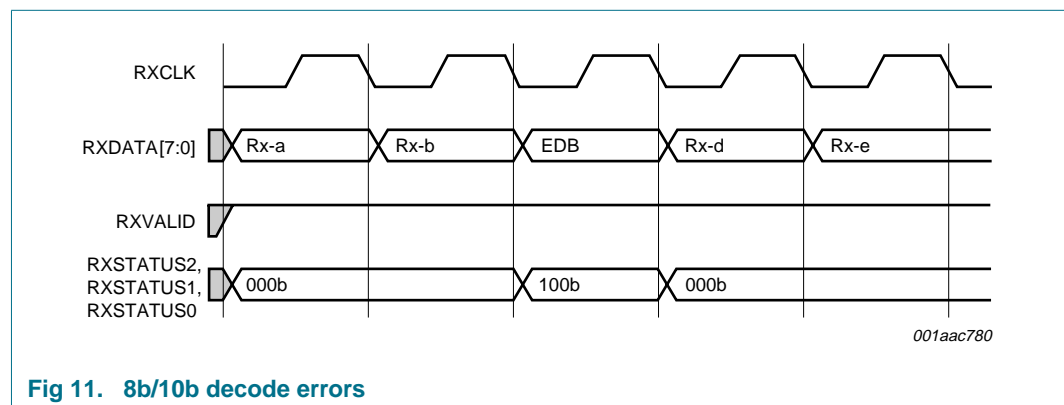 RXCLK
RXDATA[7:0] Rx-a Rx-b EDB Rx-d Rx-e
RXVALID
RXSTATUS2,
RXSTATUS1,
RXSTATUS0
000b 100b 000b
001aac780
Fig 11. 8b/10b decode errors